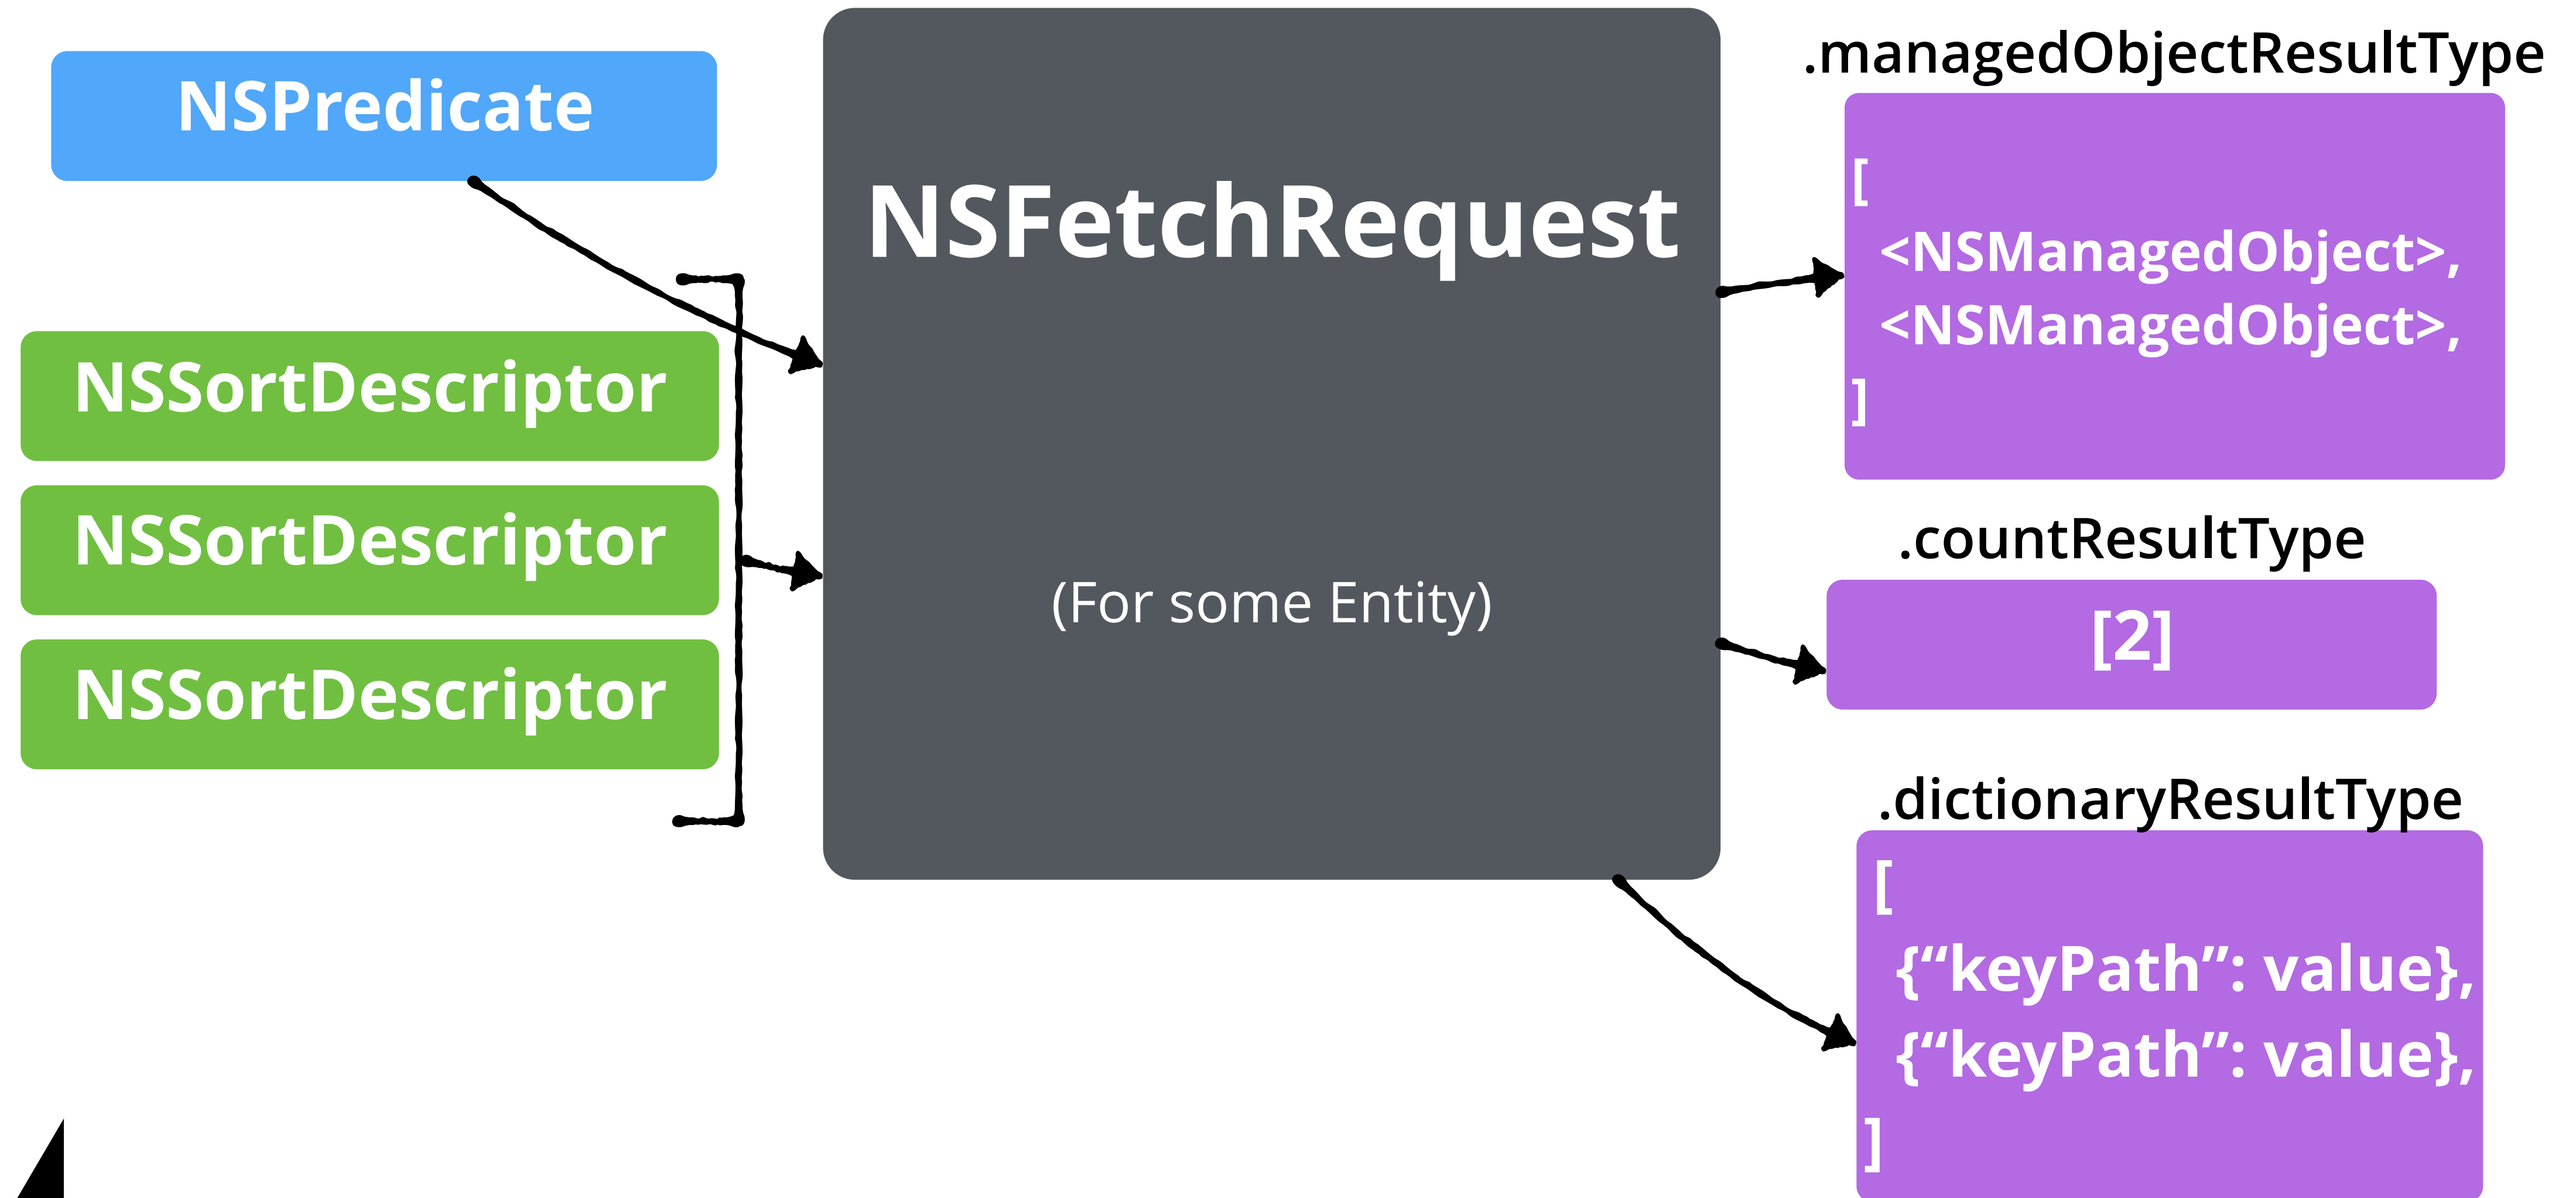 NSPredicate
NSSortDescriptor
NSSortDescriptor
NSSortDescriptor
NSFetchRequest
(For some Entity)
.managedObjectResultType
[
<NSManagedObject>,
<NSManagedObject>,
]
.countResultType
[2]
.dictionaryResultType
[
{“keyPath”: value},
{“keyPath”: value},
]